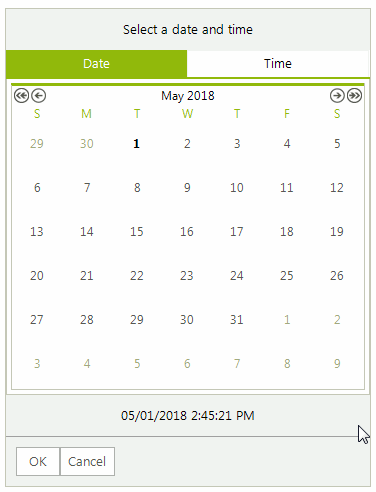 Select a date and time
Date Time
May 2018
S M T W T F S
29 30 1 2 3 4 5
6 7 8 9 10 11 12
13 14 15 16 17 18 19
20 21 22 23 24 25 26
27 28 29 30 31 1 2
3 4 5 6 7 8 9
05/01/2018 2:45:21 PM
OK Cancel